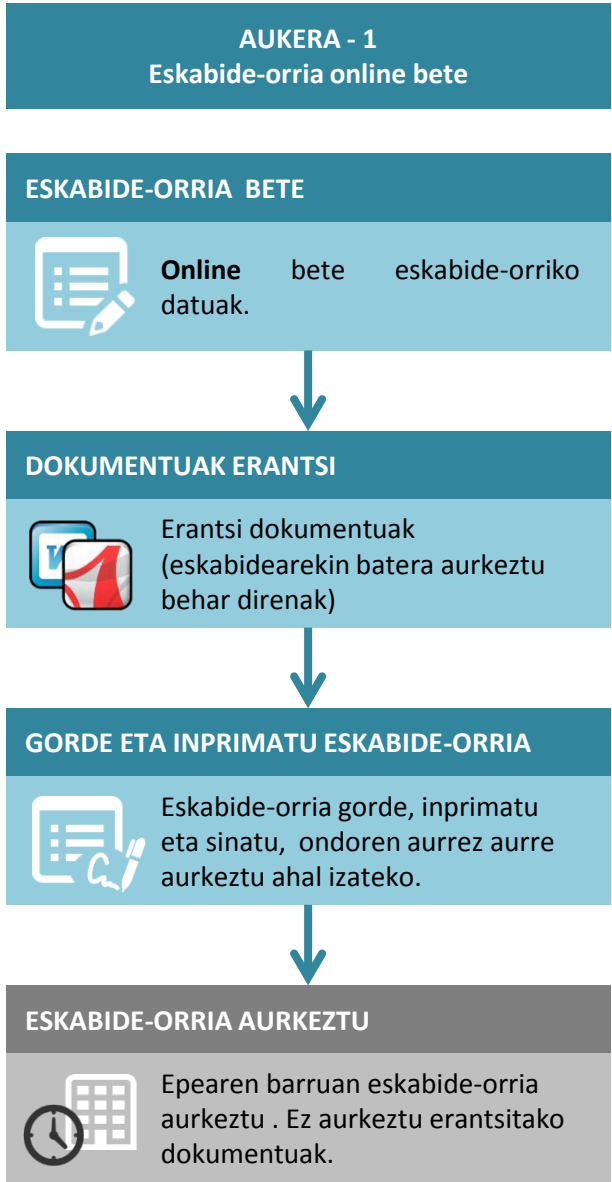 AUKERA - 1
Eskabide-orria online bete
ESKABIDE-ORRIA BETE
Online bete eskabide-orriko
datuak.
DOKUMENTUAK ERANTSI
Erantsi dokumentuak
(eskabidearekin batera aurkeztu
behar direnak)
GORDE ETA INPRIMATU ESKABIDE-ORRIA
Eskabide-orria gorde, inprimatu
eta sinatu, ondoren aurrez aurre
aurkeztu ahal izateko.
ESKABIDE-ORRIA AURKEZTU
Epearen barruan eskabide-orria
aurkeztu . Ez aurkeztu erantsitako
dokumentuak.